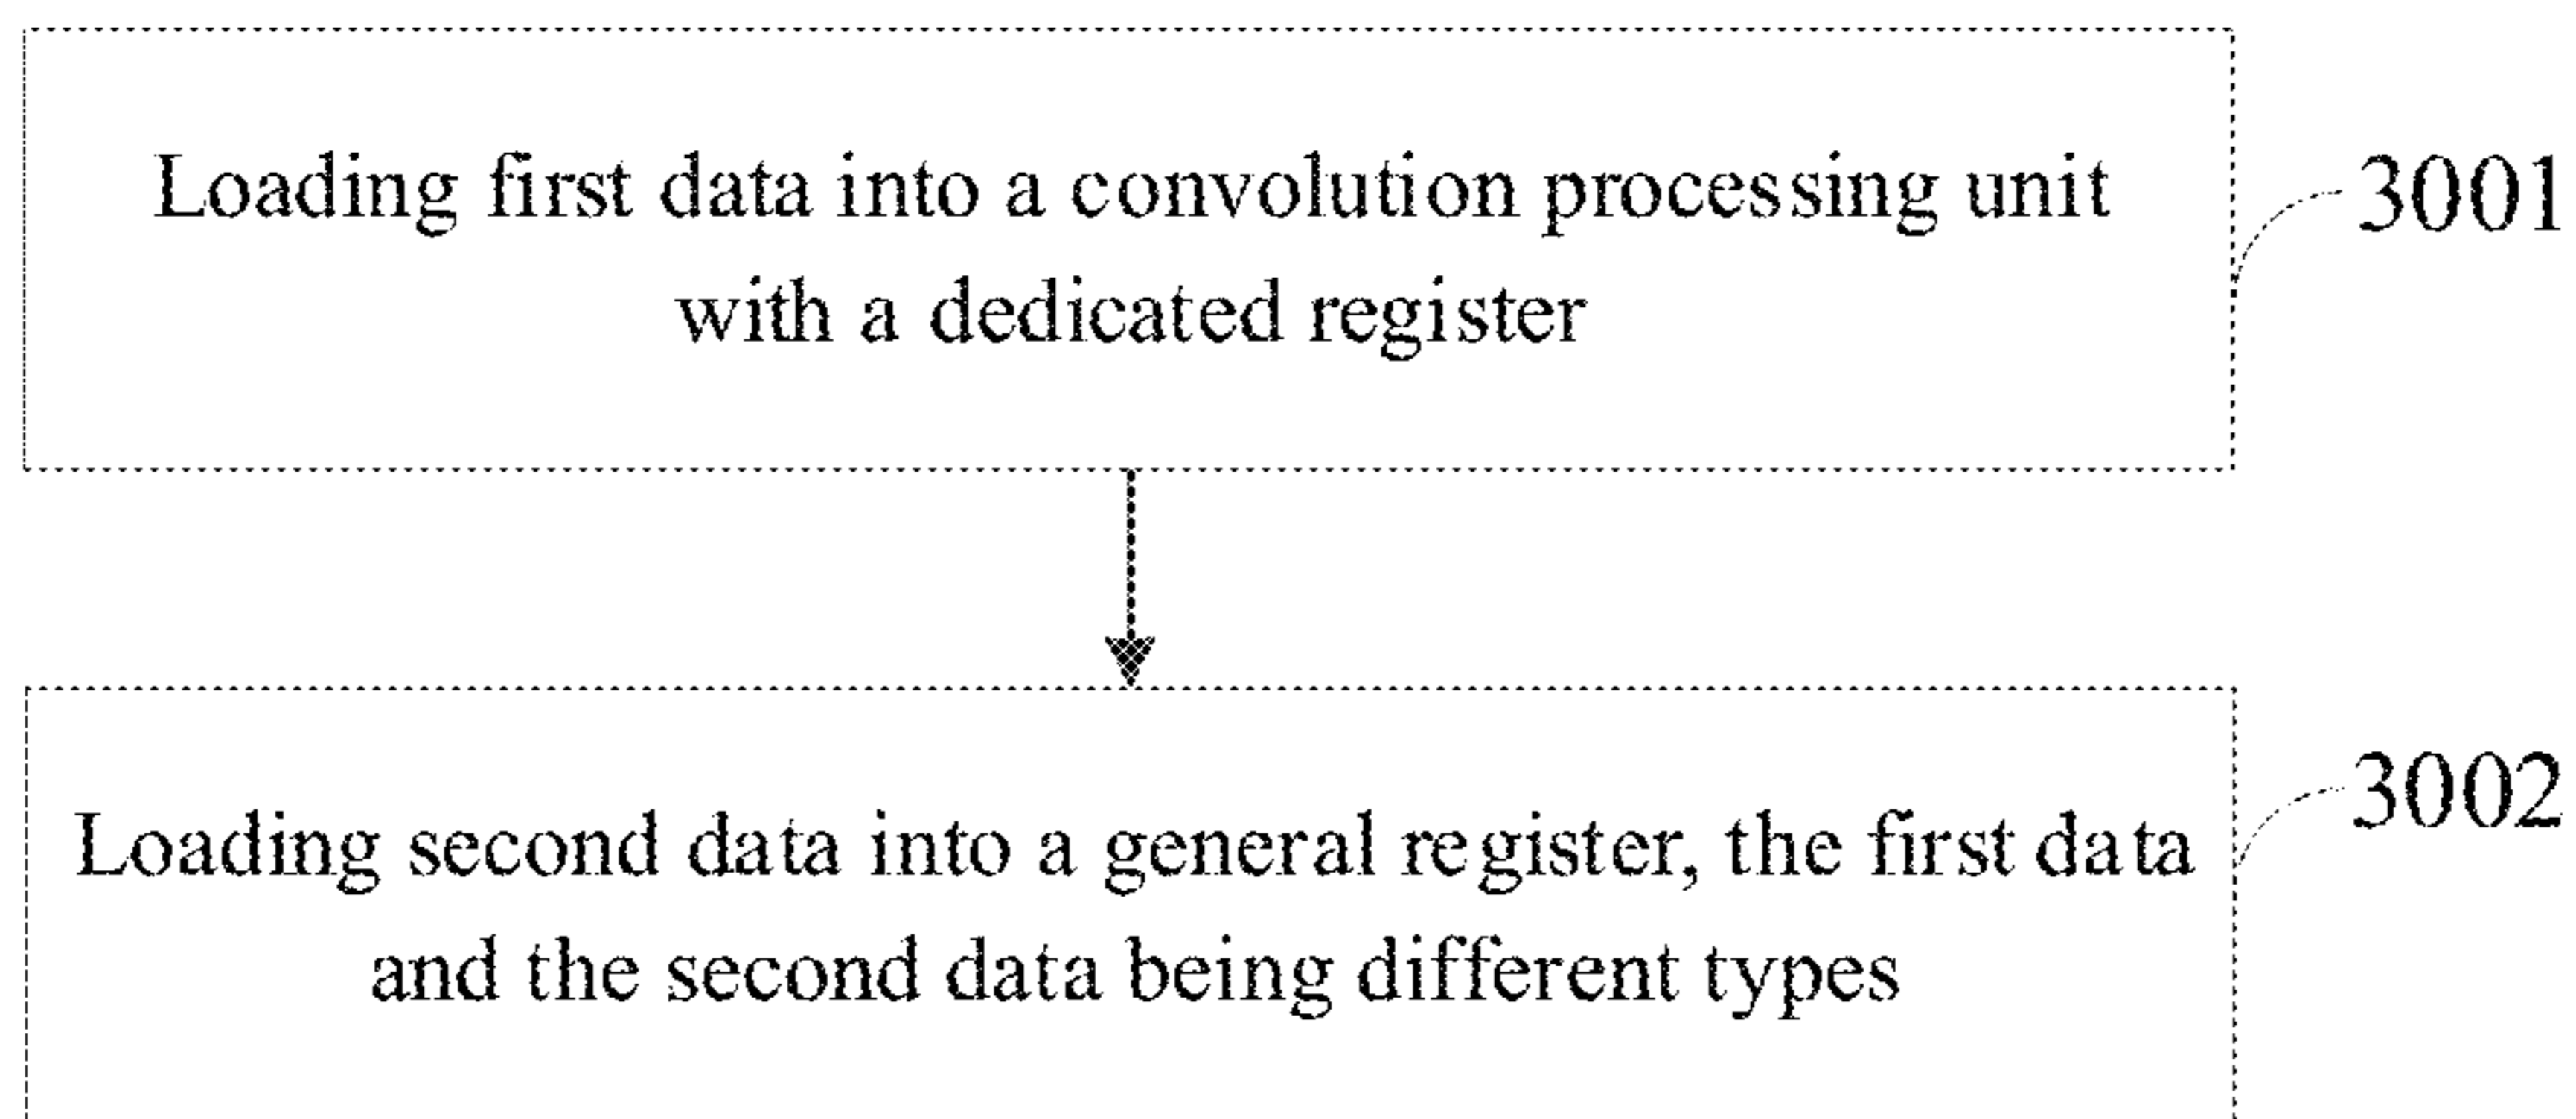 Loading first data into a convolution processing unit
with a dedicated register
3001
Loading second data into a general register, the first data
and the second data being different types
3002